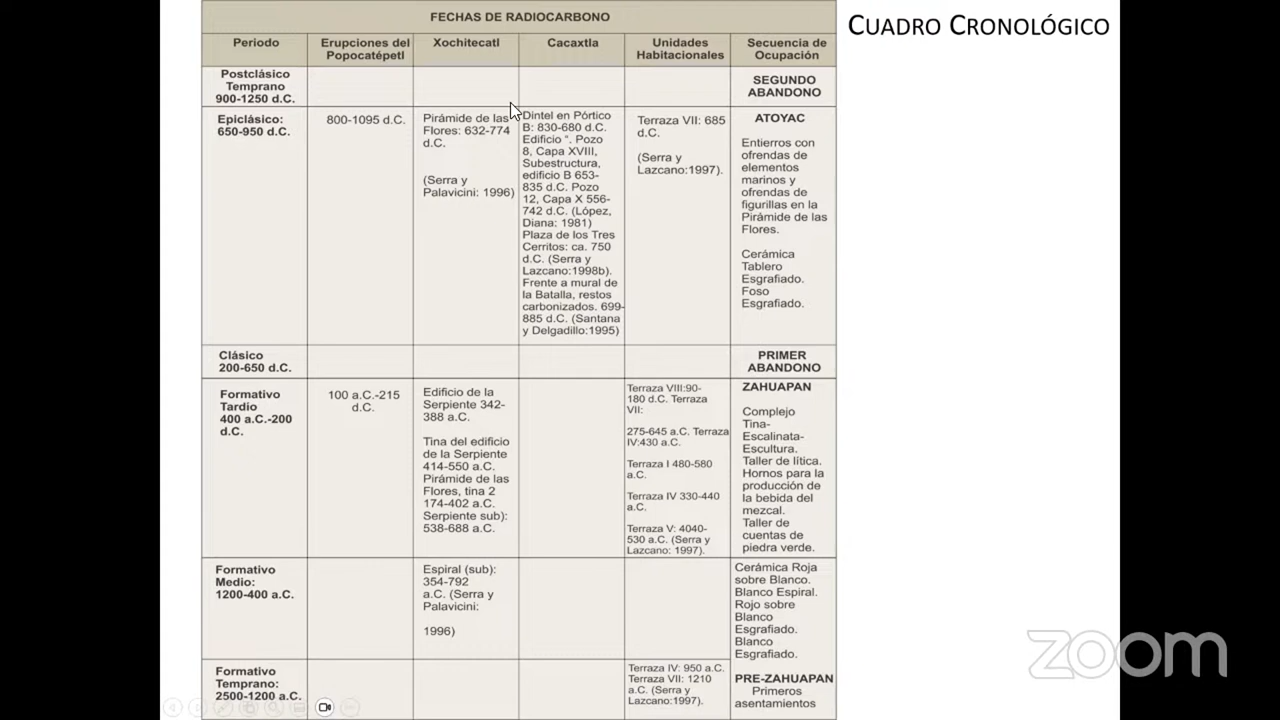 CUADRO CRONOLÓGICO
FECHAS DE RADIOCARBONO
Periodo
Erupciones del
Popocatépetl
Xochitecatl
Cacaxtla
Unidades
Habitacionales
Secuencia de
Ocupación
Postclásico
Temprano
900-1250 d.C.
SEGUNDO
ABANDONO
Epiclásico:
650-950 d.C.
800-1095 d.C.
Pirámide de las
Flores: 632-774
d.C.
(Serra y
Palavicini: 1996)
Dintel en Pórtico
B: 830-680 d.C.
Edificio “. Pozo
8, Capa XVIII,
Subestructura,
edificio B 653-
835 d.C. Pozo
12, Capa X 556-
742 d.C. (López,
Diana: 1981)
Plaza de los Tres
Cerritos: ca. 750
d.C. (Serra y
Lazcano:1998b).
Frente a mural de
la Batalla, restos
carbonizados. 699-
885 d.C. (Santana
y Delgadillo:1995)
Terraza VII: 685
d.C.
(Serra y
Lazcano:1997).
ATOYAC
Entierros con
ofrendas de
elementos
marinos y
ofrendas de
figurillas en la
Pirámide de las
Flores.
Cerámica
Tablero
Esgrafiado.
Foso
Esgrafiado.
Clásico
200-650 d.C.
PRIMER
ABANDONO
Formativo
Tardio
400 a.C.-200
d.C.
100 a.C.-215
d.C.
Edificio de la
Serpiente 342-
388 a.C.
Tina del edificio
de la Serpiente
414-550 a.C.
Pirámide de las
Flores, tina 2
174-402 a.C.
Serpiente sub):
538-688 a.C.
Terraza VIII:90-
180 d.C. Terraza
VII:
275-645 a.C. Terraza
IV:430 a.C.
Terraza I 480-580
a.C.
Terraza IV 330-440
a.C.
Terraza V: 4040-
530 a.C. (Serra y
Lazcano: 1997).
ZAHUAPAN
Complejo
Tina-
Escalinata-
Escultura.
Taller de lítica.
Hornos para la
producción de
la bebida del
mezcal.
Taller de
cuentas de
piedra verde.
Formativo
Medio:
1200-400 a.C.
Espiral (sub):
354-792
a.C. (Serra y
Palavicini:
1996)
Cerámica Roja
sobre Blanco.
Blanco Espiral.
Rojo sobre
Blanco
Esgrafiado.
Blanco
Esgrafiado.
Formativo
Temprano:
2500-1200 a.C.
Terraza IV: 950 a.C.
Terraza VII: 1210
a.C. (Serra y
Lazcano:1997).
PRE-ZAHUAPAN
Primeros
asentamientos
zoom